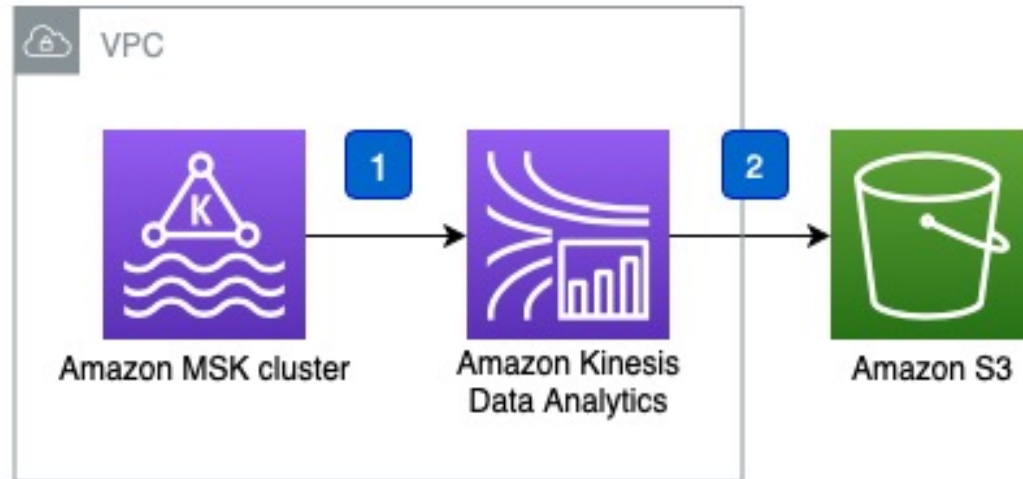 VPC
1
2
K
Amazon MSK cluster
Amazon Kinesis
Data Analytics
Amazon S3